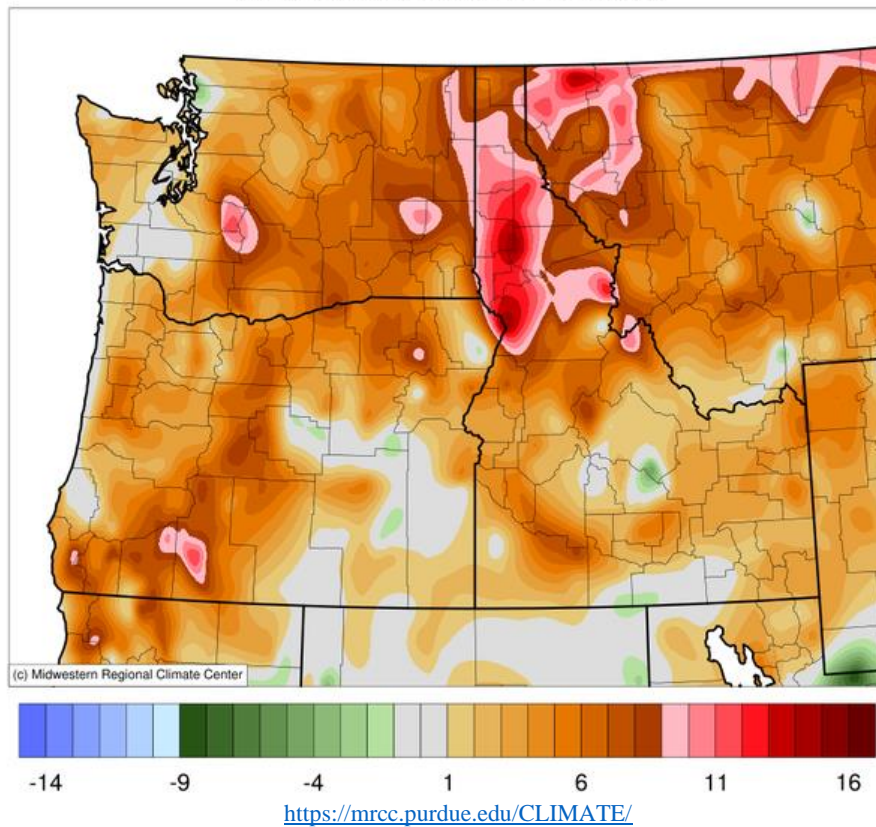 (c) Midwestern Regional Climate Center
-14 -9 -4 1 6 11 16
https://mrcc.purdue.edu/CLIMATE/